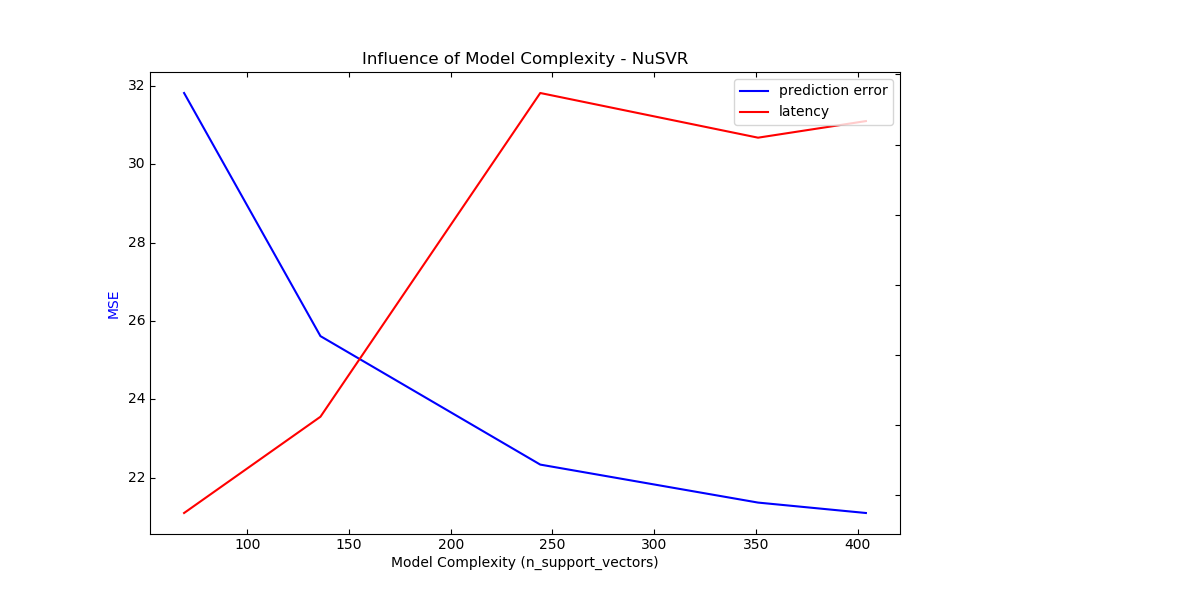 Influence of Model Complexity - NuSVR
prediction error
latency
32
30
28
26
24
22
MSE
100 150 200 250 300 350 400
Model Complexity (n_support_vectors)